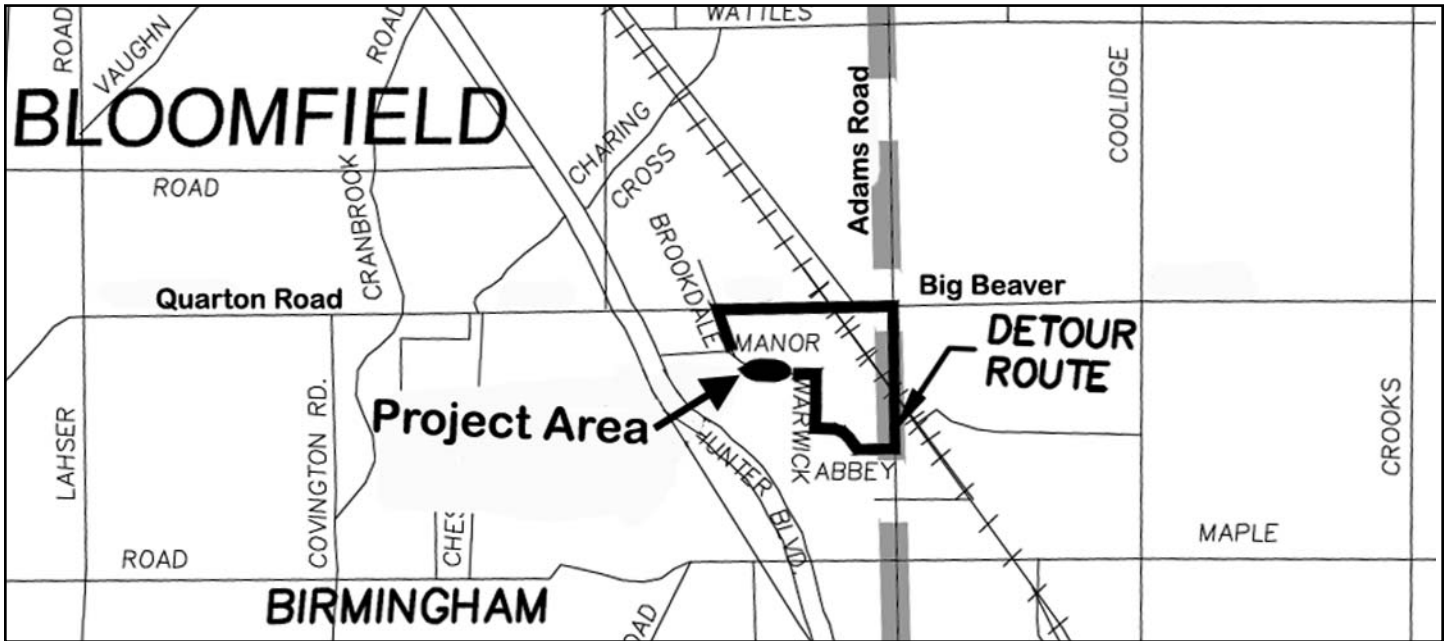 WATTLES
ROAD
VAUGHN
ROAD
BLOOMFIELD
CHARING
CROSS
Adams Road
COOLIDGE
ROAD
CRANBROOK
BROOKDALE
Quarton Road
Big Beaver
MANOR
DETOUR
ROUTE
Project Area
WARWICK
ABBEY
LAHSER
COVINGTON RD.
CHES
HUNTER BLVD.
CROOKS
ROAD
MAPLE
BIRMINGHAM
OAD